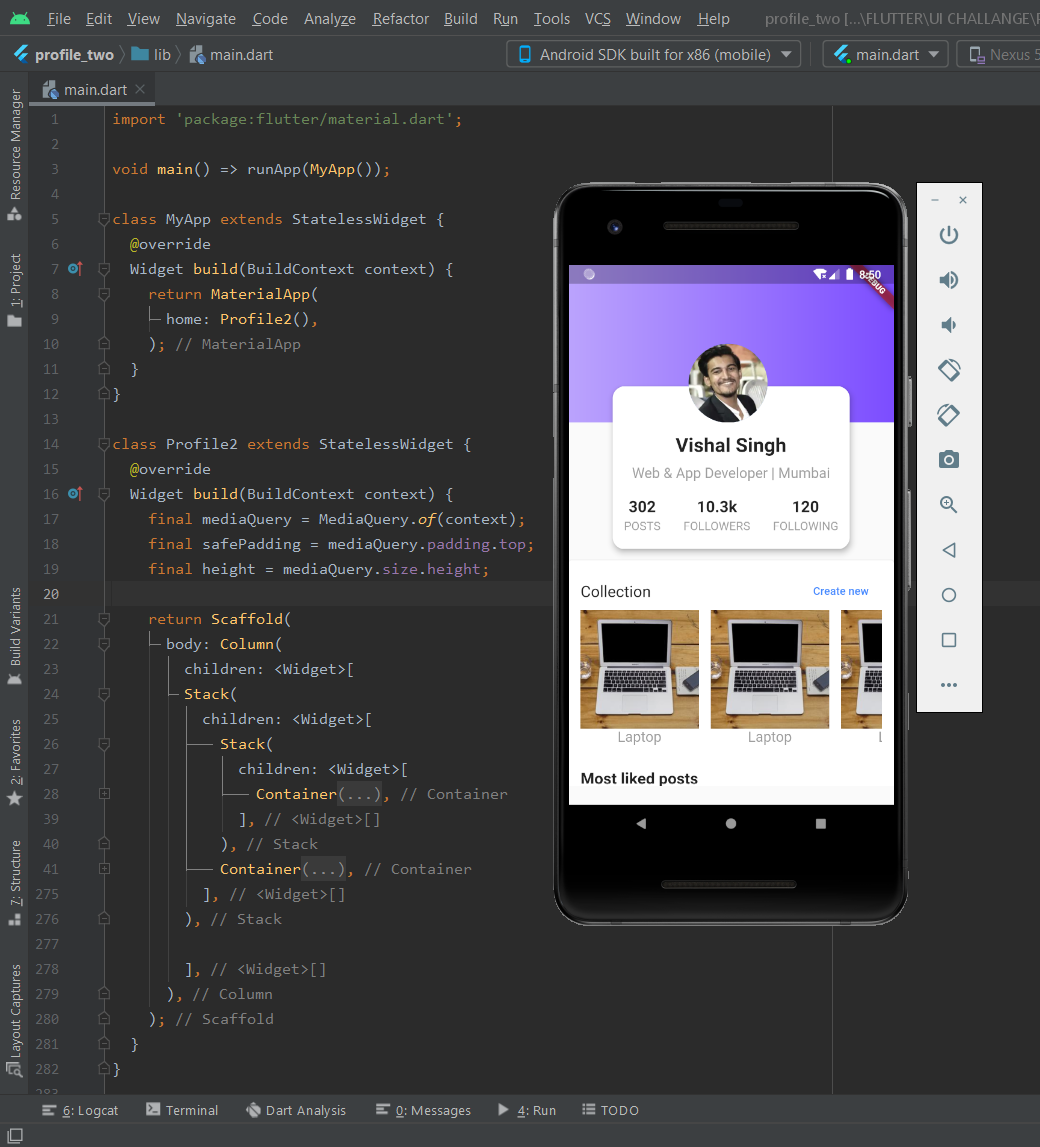 File Edit View Navigate Code Analyze Refactor Build Run Tools VCS Window Help profile_two [...\FLUTTER\UI CHALLANGE\
profile_two lib main.dart Android SDK built for x86 (mobile) main.dart Nexus 5
main.dart
Resource Manager
1: Project
Build Variants
2: Favorites
7: Structure
Layout Captures
1 import 'package:flutter/material.dart';
2
3 void main() => runApp(MyApp());
4
5 class MyApp extends StatelessWidget {
6 @override
7 Widget build(BuildContext context) {
8 return MaterialApp(
9 home: Profile2(),
10 ); // MaterialApp
11 }
12 }
13
14 class Profile2 extends StatelessWidget {
15 @override
16 Widget build(BuildContext context) {
17 final mediaQuery = MediaQuery.of(context);
18 final safePadding = mediaQuery.padding.top;
19 final height = mediaQuery.size.height;
20
21 return Scaffold(
22 body: Column(
23 children: <Widget>[
24 Stack(
25 children: <Widget>[
26 Stack(
27 children: <Widget>[
28 Container(...), // Container
39 ], // <Widget>[]
40 ), // Stack
41 Container(...), // Container
275 ], // <Widget>[]
276 ), // Stack
277
278 ], // <Widget>[]
279 ), // Column
280 ); // Scaffold
281 }
282 }
283
8:50
DEBUG
Vishal Singh
Web & App Developer | Mumbai
302 10.3k 120
POSTS FOLLOWERS FOLLOWING
Collection Create new
Laptop Laptop L
Most liked posts
6: Logcat Terminal Dart Analysis 0: Messages 4: Run TODO